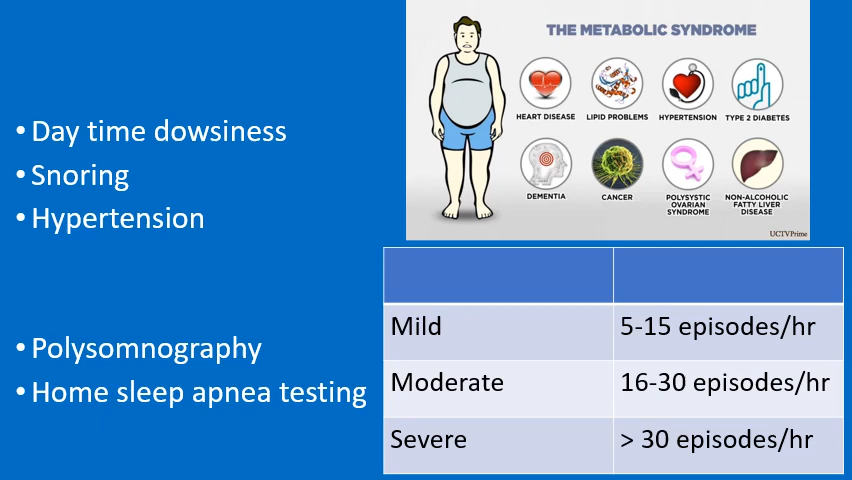 • Day time dowsiness
• Snoring
• Hypertension
• Polysomnography
• Home sleep apnea testing
THE METABOLIC SYNDROME
HEART DISEASE
LIPID PROBLEMS
HYPERTENSION
TYPE 2 DIABETES
DEMENTIA
CANCER
POLYSYSTIC
OVARIAN
SYNDROME
NON-ALCOHOLIC
FATTY LIVER
DISEASE
UCTVPrime
Mild 5-15 episodes/hr
Moderate 16-30 episodes/hr
Severe > 30 episodes/hr